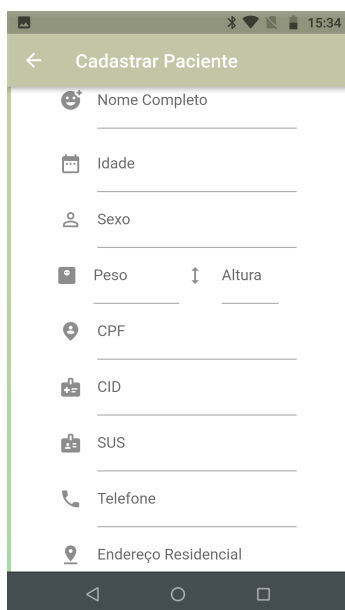 15:34
Cadastrar Paciente
Nome Completo
Idade
Sexo
Peso Altura
CPF
CID
SUS
Telefone
Endereço Residencial